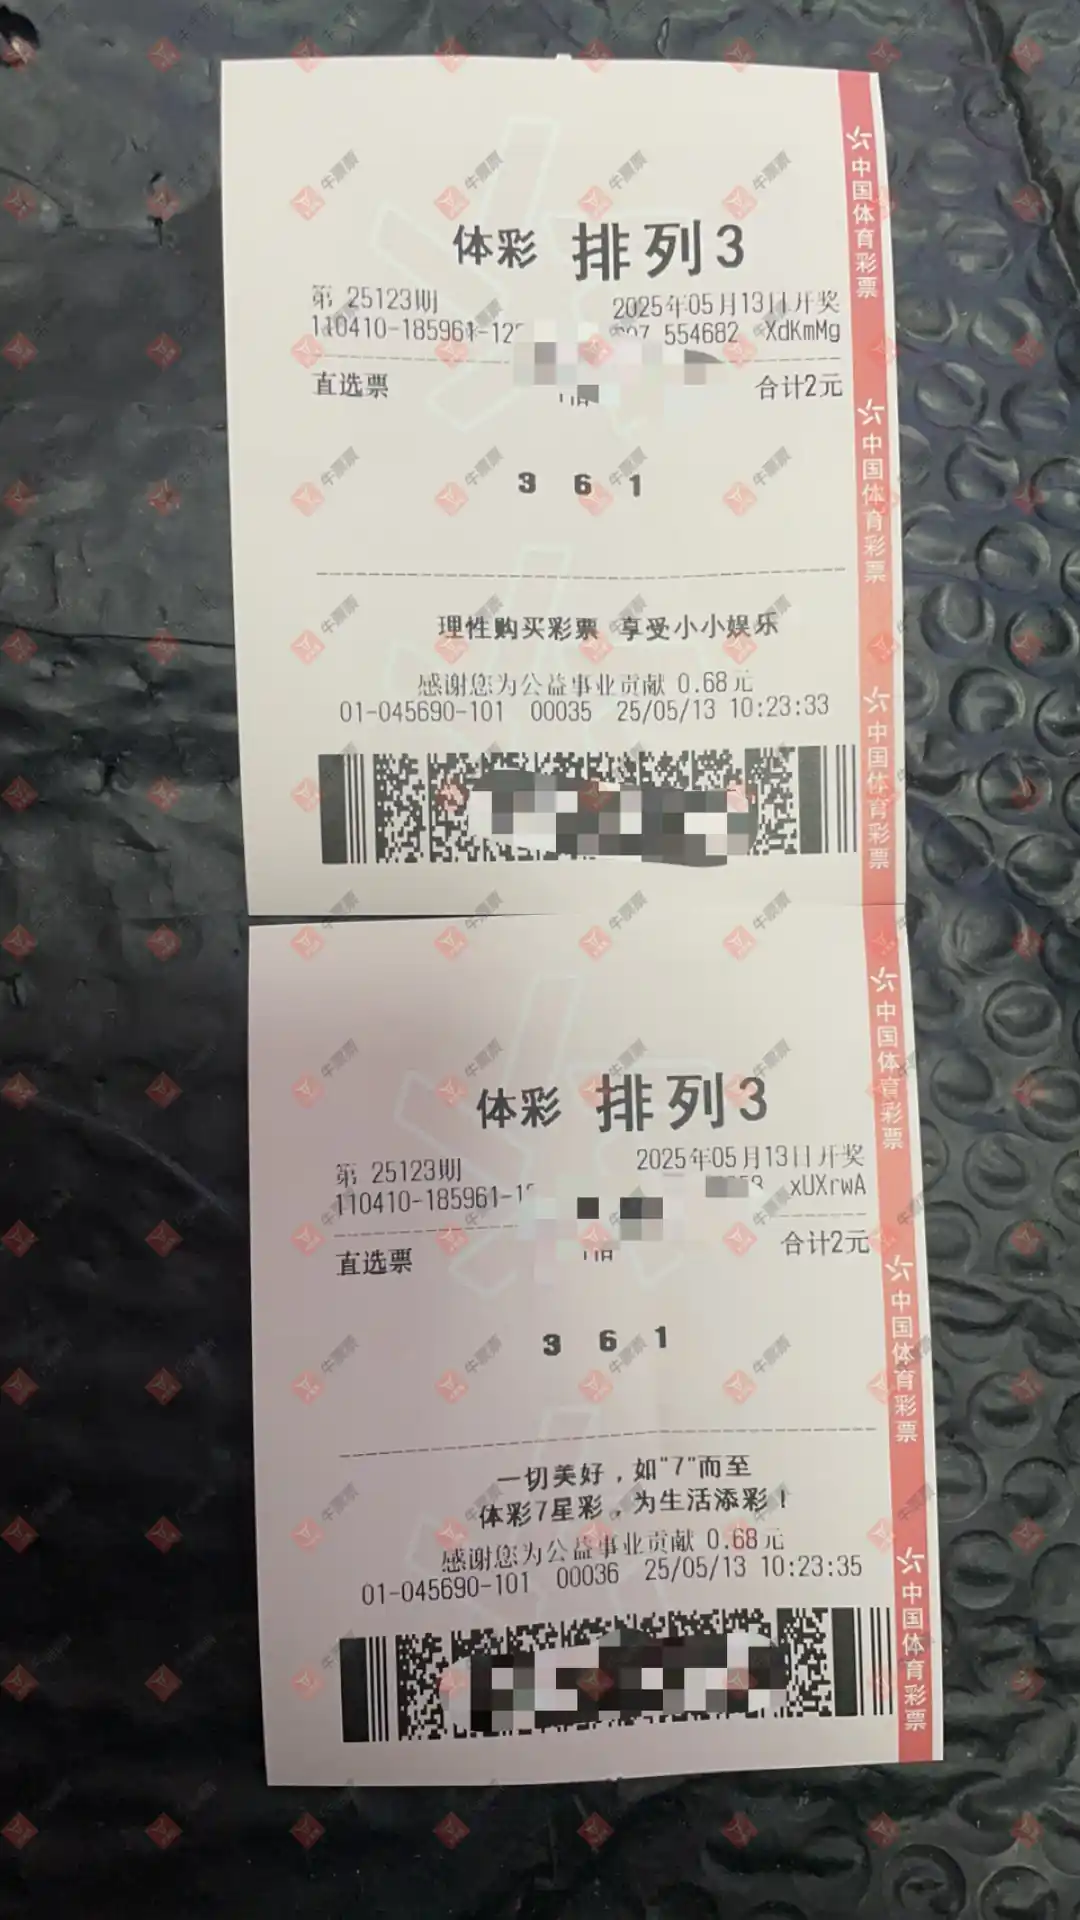 体彩 排列3
第 25123期 2025年05月13日开奖
110410-185961-12 554682 XdKmMg
直选票 合计2元
3 6 1
理性购买彩票 享受小小娱乐
感谢您为公益事业贡献 0.68元
01-045690-101 00035 25/05/13 10:23:33
中国体育彩票
中国体育彩票
中国体育彩票
体彩 排列3
第 25123期 2025年05月13日开奖
110410-185961-1 xUXrwA
直选票 合计2元
3 6 1
一切美好，如"7"而至
体彩7星彩，为生活添彩！
感谢您为公益事业贡献 0.68元
01-045690-101 00036 25/05/13 10:23:35
中国体育彩票
中国体育彩票
中国体育彩票
牛票票